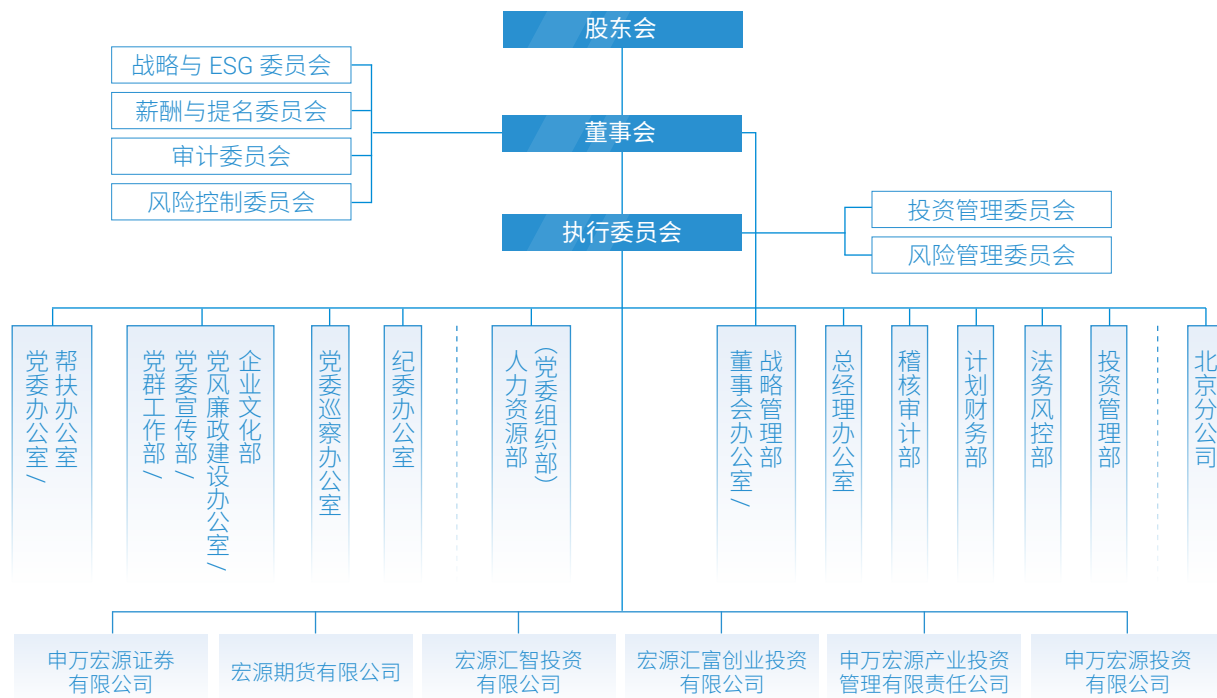 股东会
战略与 ESG 委员会
薪酬与提名委员会
审计委员会
风险控制委员会
董事会
执行委员会
投资管理委员会
风险管理委员会
党委办公室/
帮扶办公室
党群工作部/
党委宣传部/
党风廉政建设办公室/
企业文化部
党委巡察办公室
纪委办公室
人力资源部
（党委组织部）
董事会办公室/
战略管理部
总经理办公室
稽核审计部
计划财务部
法务风控部
投资管理部
北京分公司
申万宏源证券
有限公司
宏源期货有限公司
宏源汇智投资
有限公司
宏源汇富创业投资
有限公司
申万宏源产业投资
管理有限责任公司
申万宏源投资
有限公司